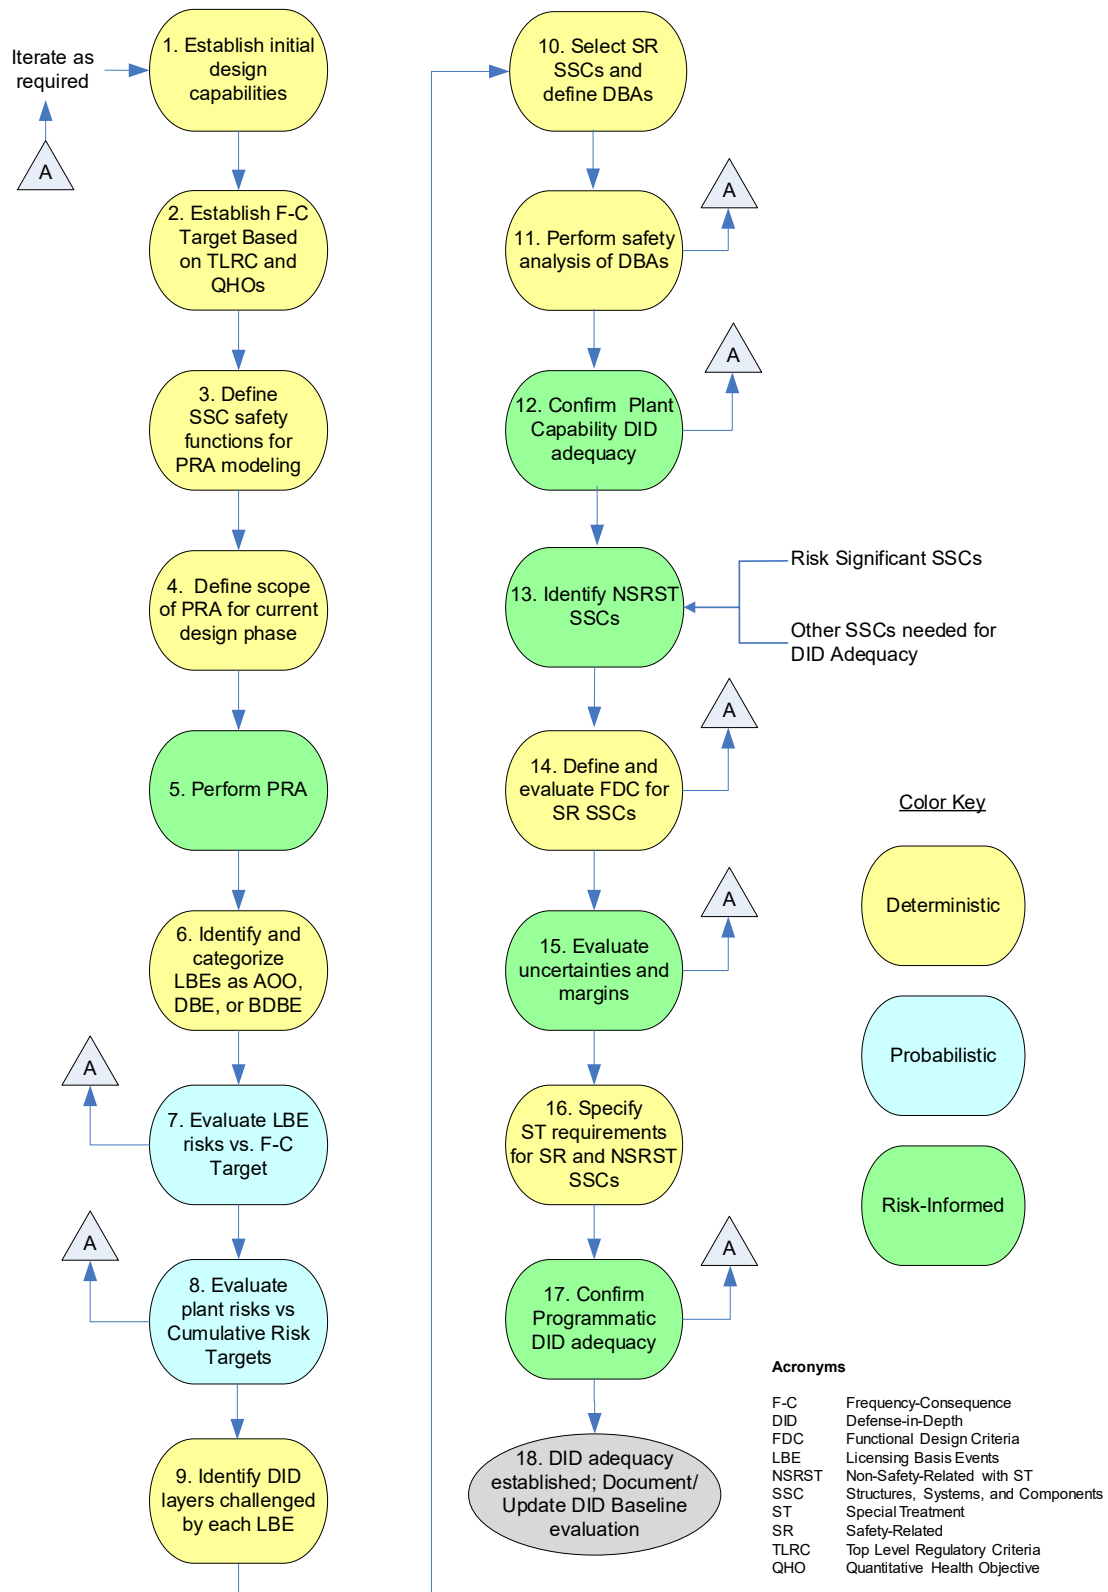 Iterate as
required
A
1. Establish initial
design
capabilities
2. Establish F-C
Target Based
on TLRC and
QHOs
3. Define
SSC safety
functions for
PRA modeling
4. Define scope
of PRA for current
design phase
5. Perform PRA
6. Identify and
categorize
LBEs as AOO,
DBE, or BDBE
A
7. Evaluate LBE
risks vs. F-C
Target
A
8. Evaluate
plant risks vs
Cumulative Risk
Targets
9. Identify DID
layers challenged
by each LBE
10. Select SR
SSCs and
define DBAs
A
11. Perform safety
analysis of DBAs
A
12. Confirm Plant
Capability DID
adequacy
13. Identify NSRST
SSCs
Risk Significant SSCs
Other SSCs needed for
DID Adequacy
A
14. Define and
evaluate FDC for
SR SSCs
A
15. Evaluate
uncertainties and
margins
16. Specify
ST requirements
for SR and NSRST
SSCs
A
17. Confirm
Programmatic
DID adequacy
18. DID adequacy
established; Document/
Update DID Baseline
evaluation
Color Key
Deterministic
Probabilistic
Risk-Informed
Acronyms
F-C Frequency-Consequence
DID Defense-in-Depth
FDC Functional Design Criteria
LBE Licensing Basis Events
NSRST Non-Safety-Related with ST
SSC Structures, Systems, and Components
ST Special Treatment
SR Safety-Related
TLRC Top Level Regulatory Criteria
QHO Quantitative Health Objective